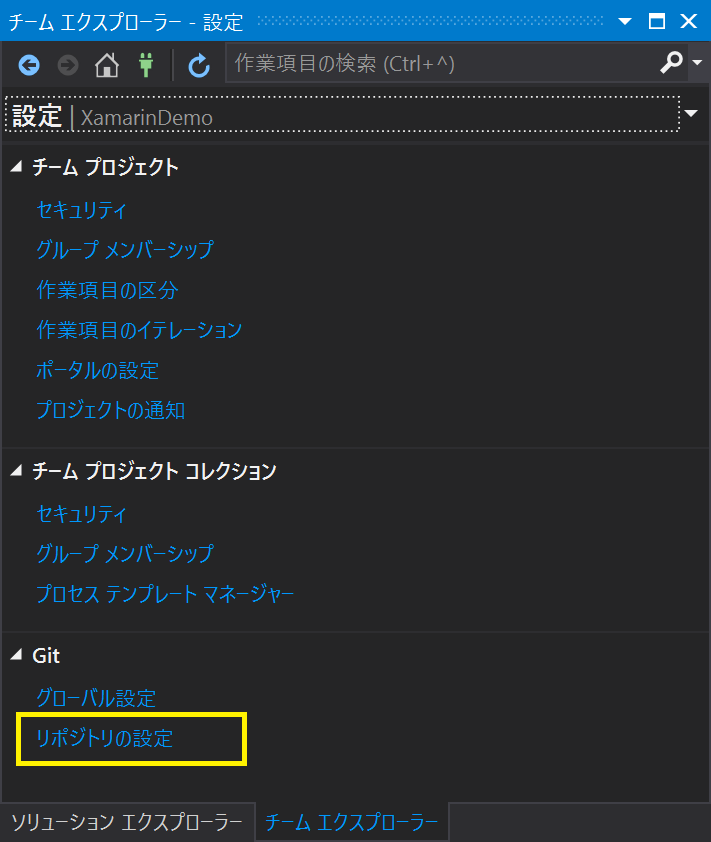 チーム エクスプローラー - 設定
作業項目の検索 (Ctrl+^)
設定 | XamarinDemo
チーム プロジェクト
セキュリティ
グループ メンバーシップ
作業項目の区分
作業項目のイテレーション
ポータルの設定
プロジェクトの通知
チーム プロジェクト コレクション
セキュリティ
グループ メンバーシップ
プロセス テンプレート マネージャー
Git
グローバル設定
リポジトリの設定
ソリューション エクスプローラー チーム エクスプローラー